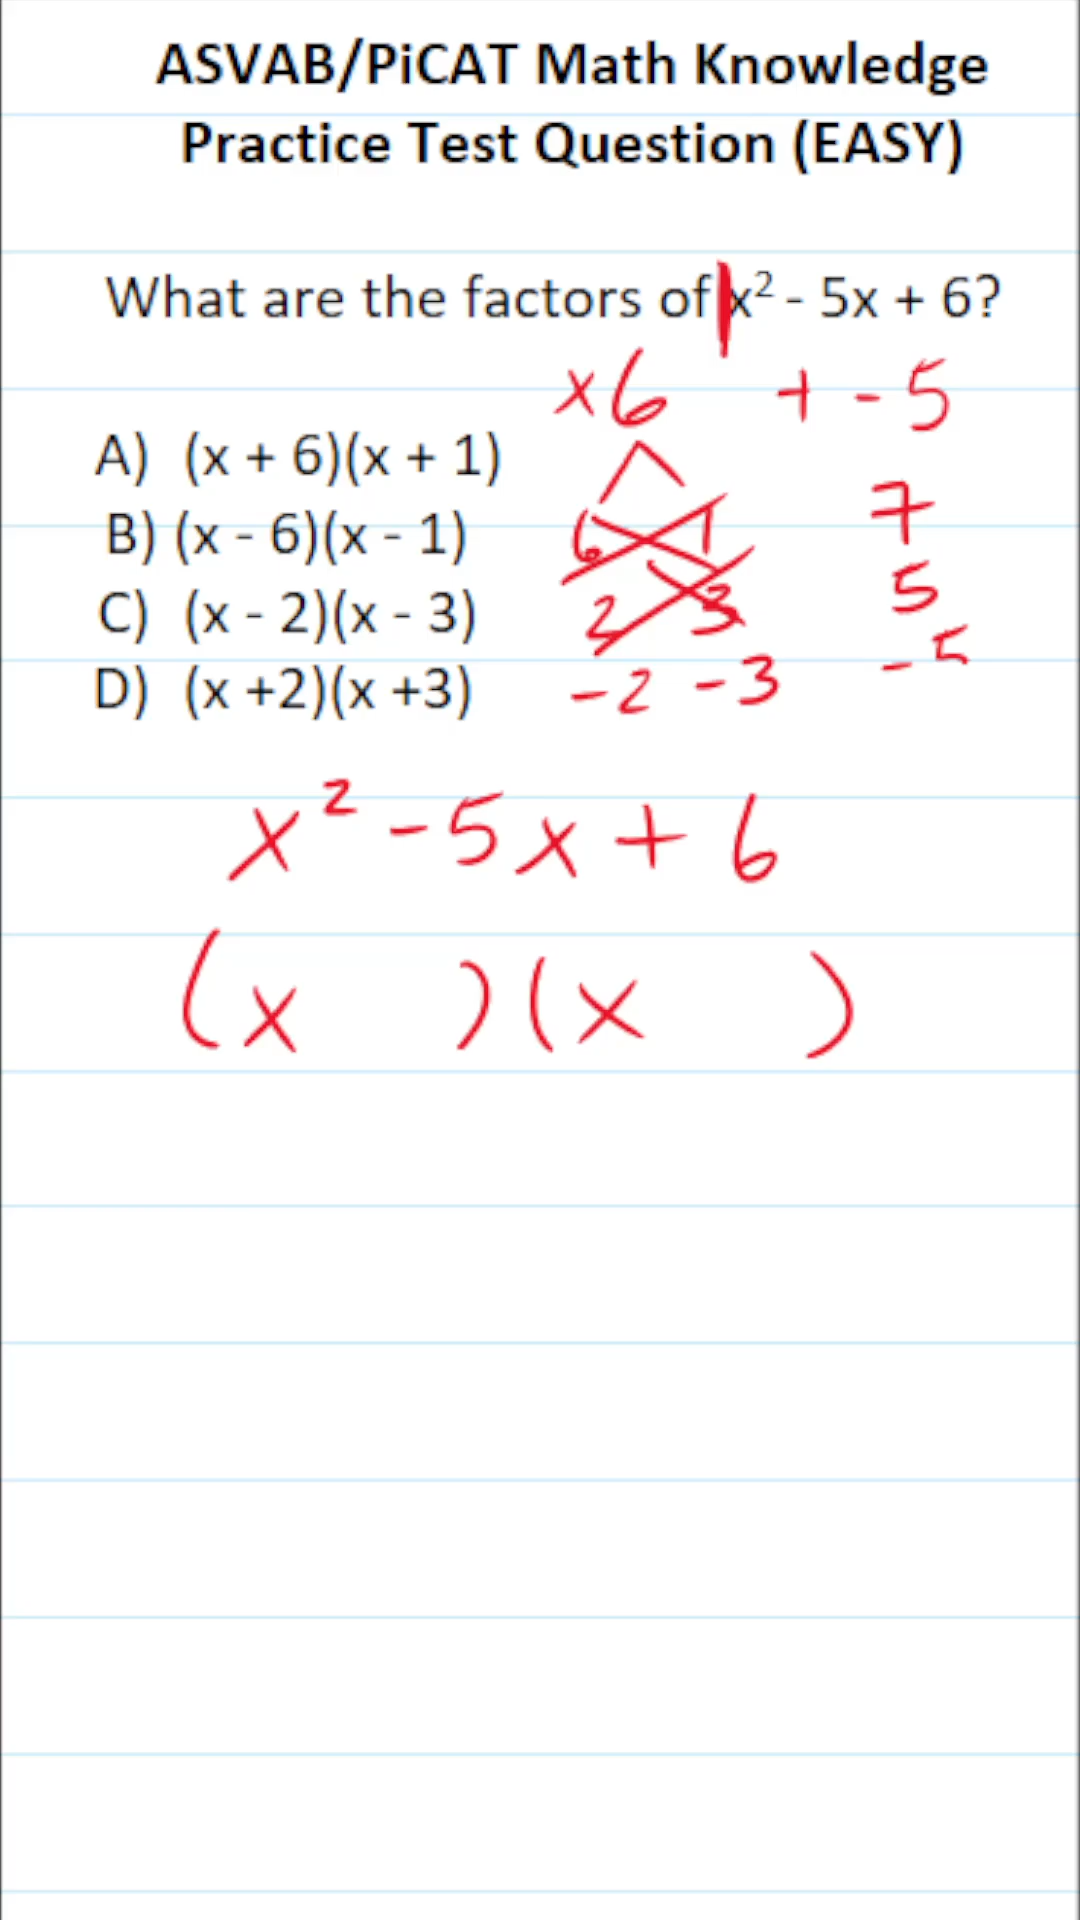 ASVAB/PiCAT Math Knowledge
Practice Test Question (EASY)
What are the factors of x² - 5x + 6?
x6 + -5
A) (x + 6)(x + 1)
6 1 7
B) (x - 6)(x - 1)
2 3 5
C) (x - 2)(x - 3)
-2 -3 -5
D) (x +2)(x +3)
x² -5x + 6
(x )(x )